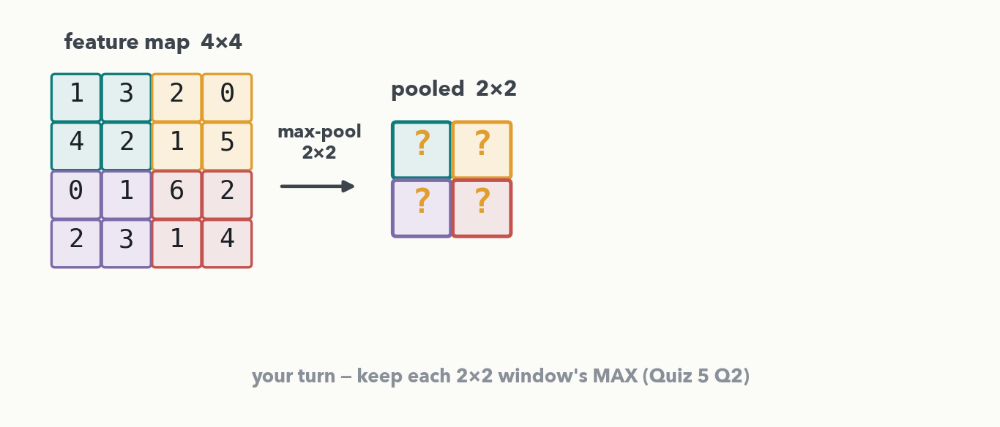 feature map 4×4
1 3 2 0
4 2 1 5
0 1 6 2
2 3 1 4
max-pool
2×2
pooled 2×2
? ?
? ?
your turn – keep each 2×2 window's MAX (Quiz 5 Q2)